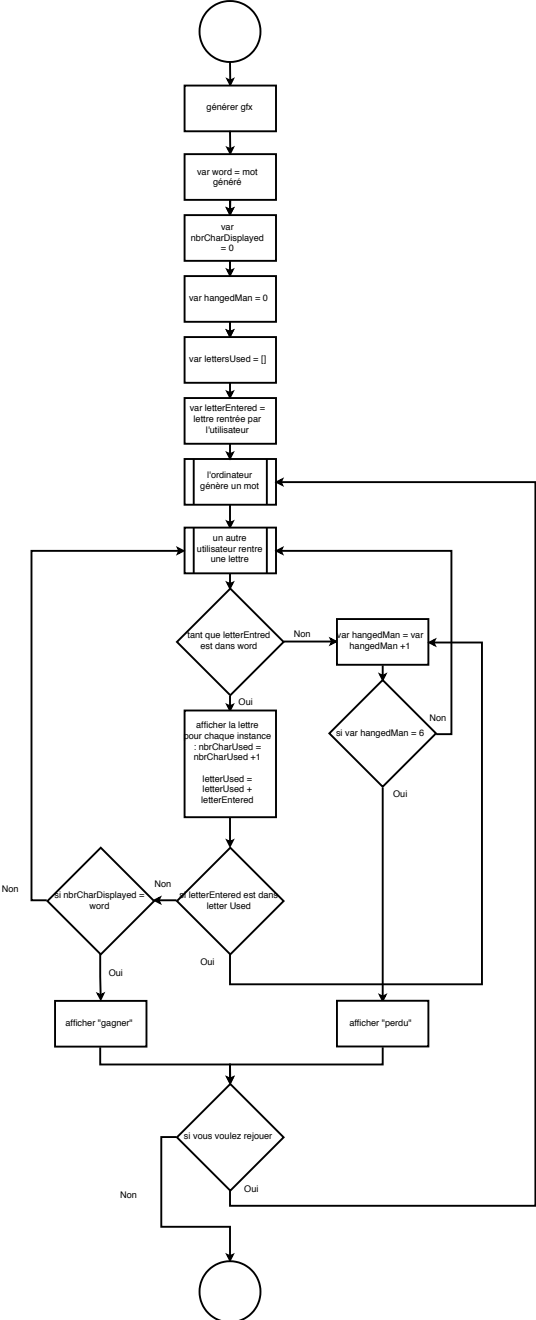 générer gfx
var word = mot
généré
var
nbrCharDisplayed
= 0
var hangedMan = 0
var lettersUsed = []
var letterEntered =
lettre rentrée par
l'utilisateur
l'ordinateur
génère un mot
un autre
utilisateur rentre
une lettre
tant que letterEntred
est dans word
Non
var hangedMan = var
hangedMan +1
Oui
si var hangedMan = 6
Non
Oui
afficher la lettre
pour chaque instance
: nbrCharUsed =
nbrCharUsed +1
letterUsed =
letterUsed +
letterEntered
si letterEntered est dans
letter Used
Non
Oui
si nbrCharDisplayed =
word
Non
Oui
afficher "gagner"
afficher "perdu"
si vous voulez rejouer
Oui
Non